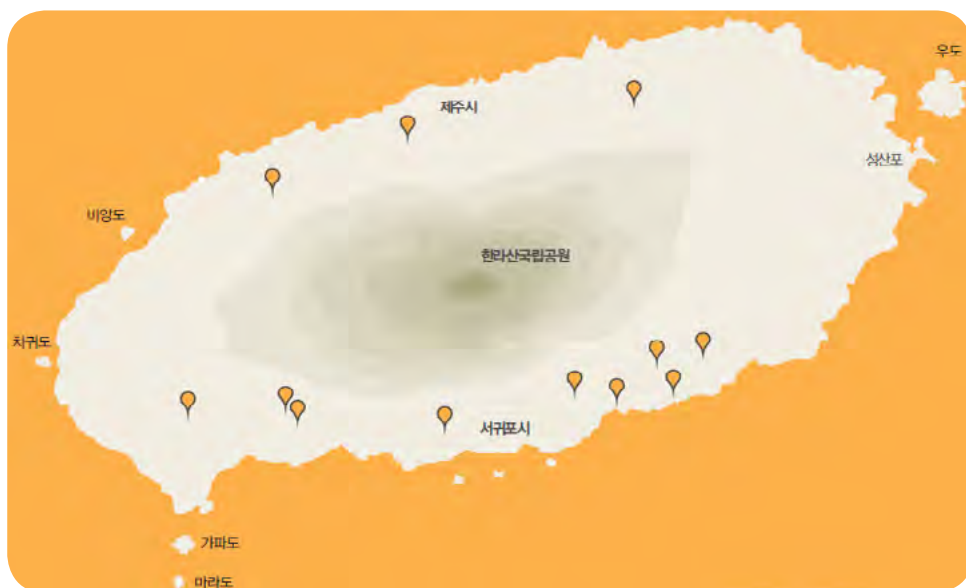 우도
제주시
성산포
비양도
한라산국립공원
차귀도
서귀포시
가파도
마라도